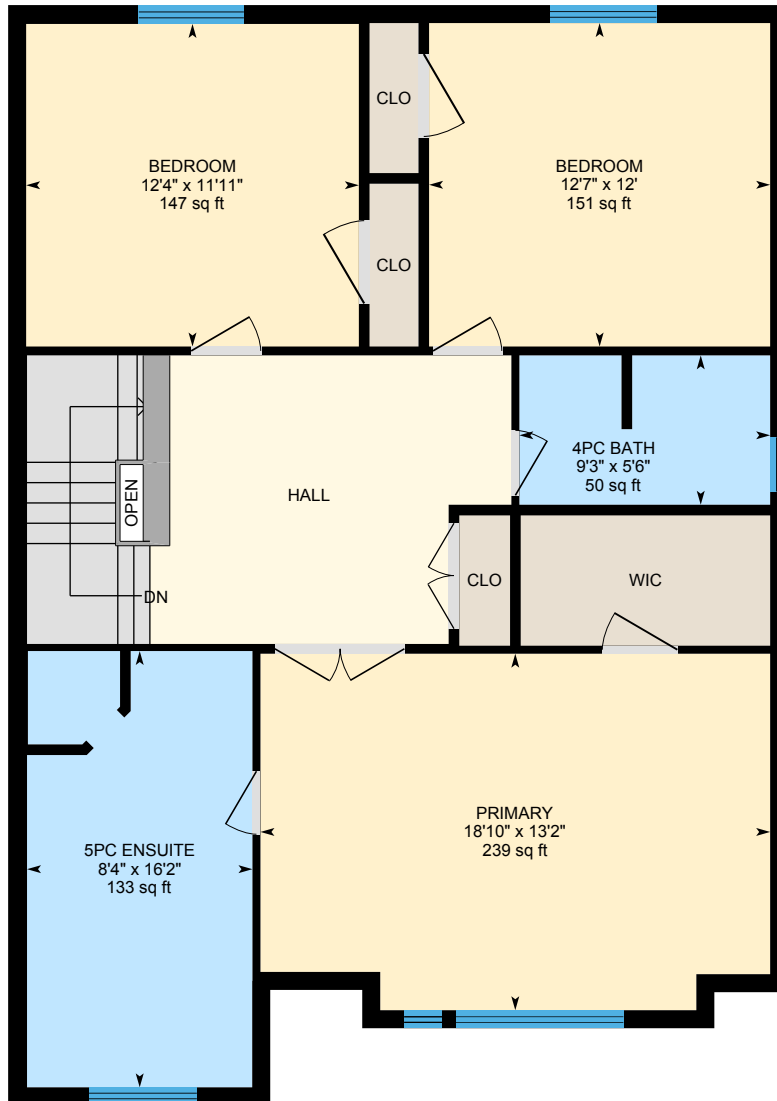 CLO
BEDROOM
12'4" x 11'11"
147 sq ft
BEDROOM
12'7" x 12'
151 sq ft
CLO
4PC BATH
9'3" x 5'6"
50 sq ft
OPEN
HALL
DN
CLO
WIC
PRIMARY
18'10" x 13'2"
239 sq ft
5PC ENSUITE
8'4" x 16'2"
133 sq ft